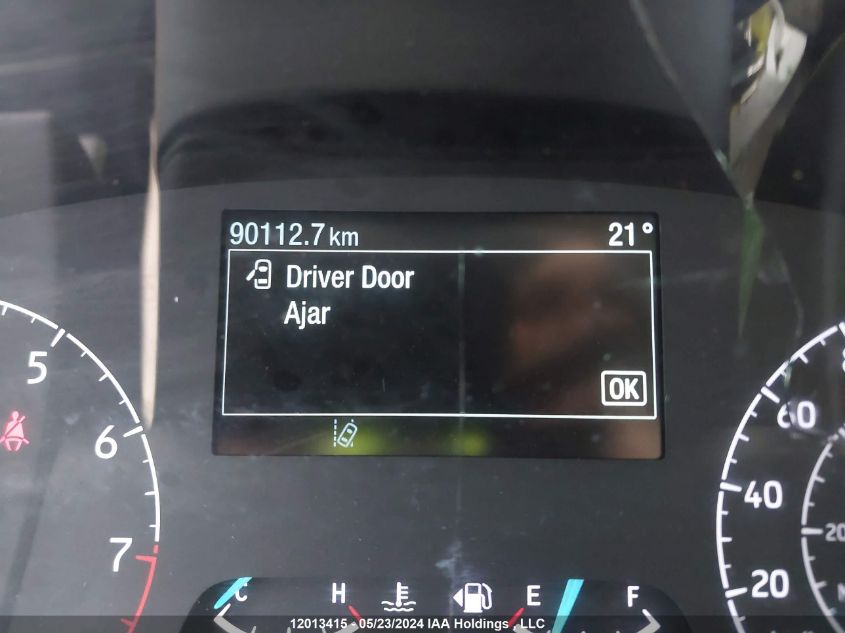 90112.7 km 21°
Driver Door
Ajar
OK
5
6
7
60
40
20
20
C H E F
12013415 - 05/23/2024 IAA Holdings, LLC